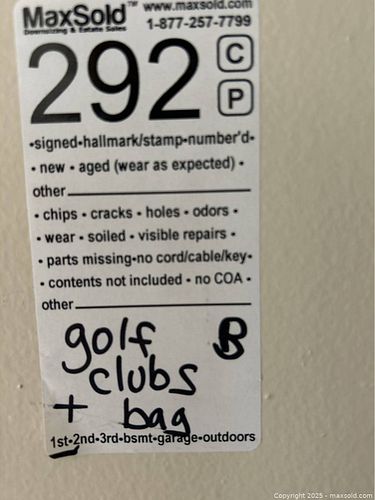 MaxSold™ www.maxsold.com
Downsizing & Estate Sales 1-877-257-7799
292 C
P
•signed-hallmark/stamp-number'd•
• new - aged (wear as expected) •
other
• chips - cracks - holes - odors •
• wear - soiled - visible repairs •
• parts missing-no cord/cable/key•
• contents not included - no COA •
other
golf B
clubs
+ bag
1st-2nd-3rd-bsmt-garage-outdoors
Copyright 2025 - maxsold.com